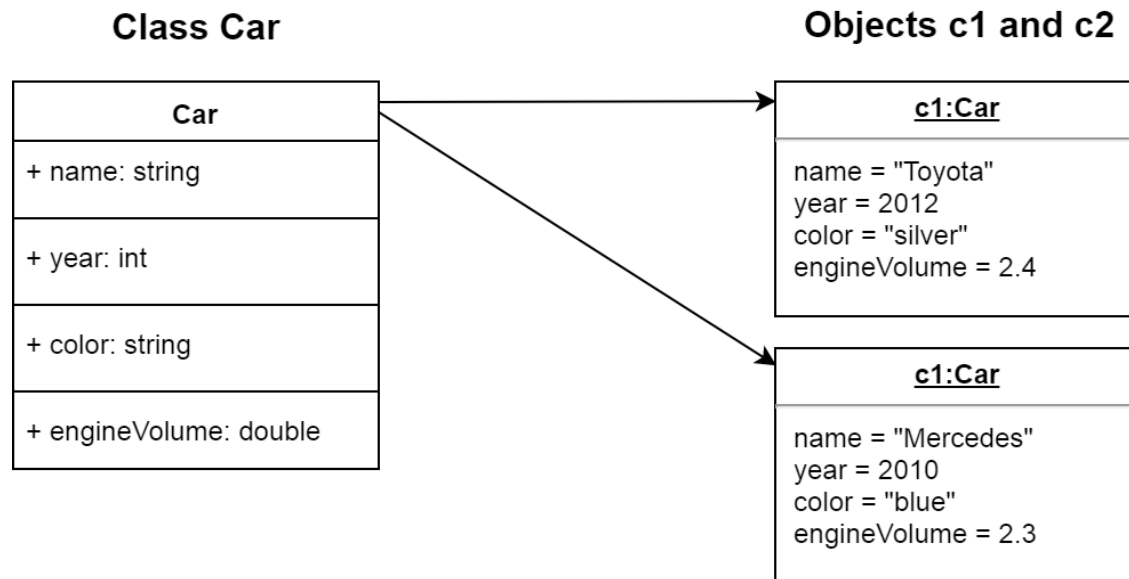 Class Car
Car
+ name: string
+ year: int
+ color: string
+ engineVolume: double
Objects c1 and c2
c1:Car
name = "Toyota"
year = 2012
color = "silver"
engineVolume = 2.4
c1:Car
name = "Mercedes"
year = 2010
color = "blue"
engineVolume = 2.3